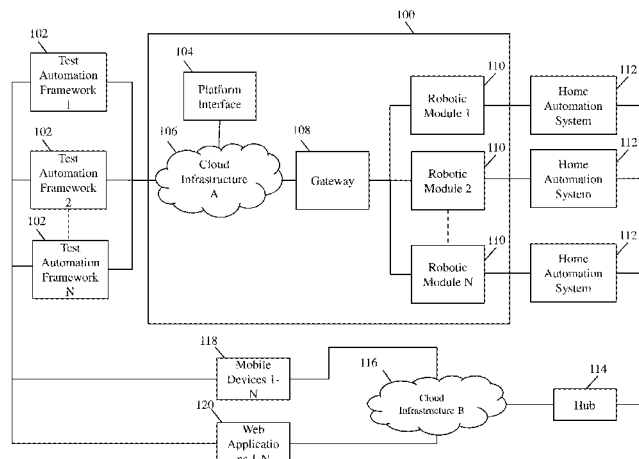 100
102
Test
Automation
Framework
1
104
Platform
Interface
106
Cloud
Infrastructure
A
108
Gateway
110
Robotic
Module 1
112
Home
Automation
System
102
Test
Automation
Framework
2
110
Robotic
Module 2
112
Home
Automation
System
102
Test
Automation
Framework
N
110
Robotic
Module N
112
Home
Automation
System
118
Mobile
Devices 1-
N
116
Cloud
Infrastructure B
114
Hub
120
Web
Applicatio
ns 1-N